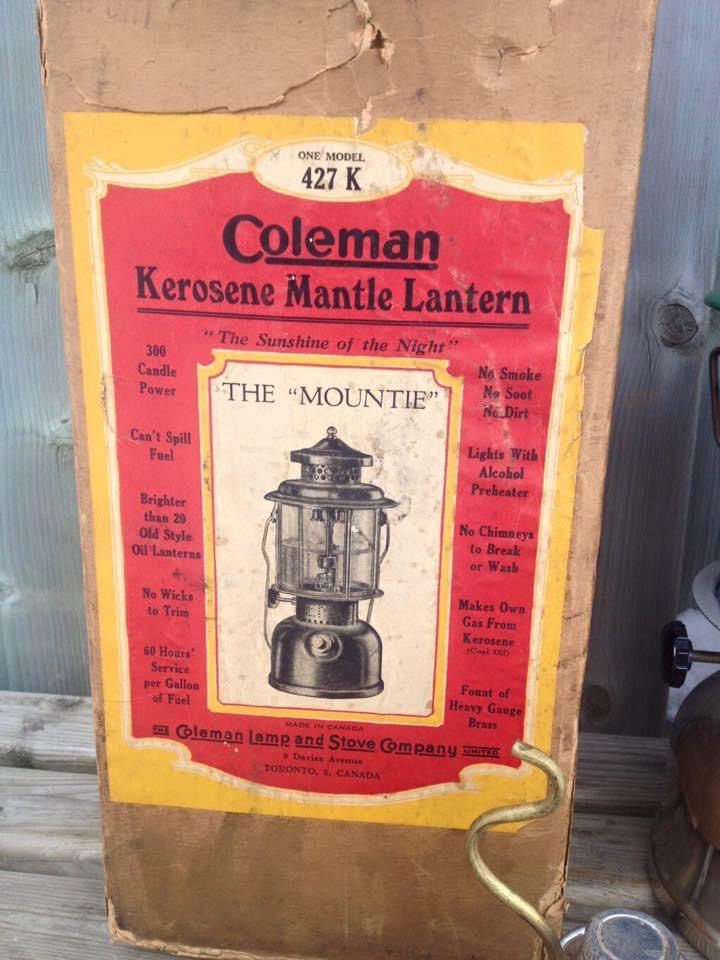 ONE MODEL
427 K
Coleman
Kerosene Mantle Lantern
"The Sunshine of the Night"
THE "MOUNTIE"
300
Candle
Power
Can't Spill
Fuel
Brighter
than 20
Old Style
Oil Lanterns
No Wicks
to Trim
60 Hours'
Service
per Gallon
of Fuel
No Smoke
No Soot
No Dirt
Lights With
Alcohol
Preheater
No Chimneys
to Break
or Wash
Makes Own
Gas From
Kerosene
(Coal Oil)
Fount of
Heavy Gauge
Brass
MADE IN CANADA
THE Coleman Lamp and Stove Company LIMITED
9 Davies Avenue
TORONTO, 8, CANADA